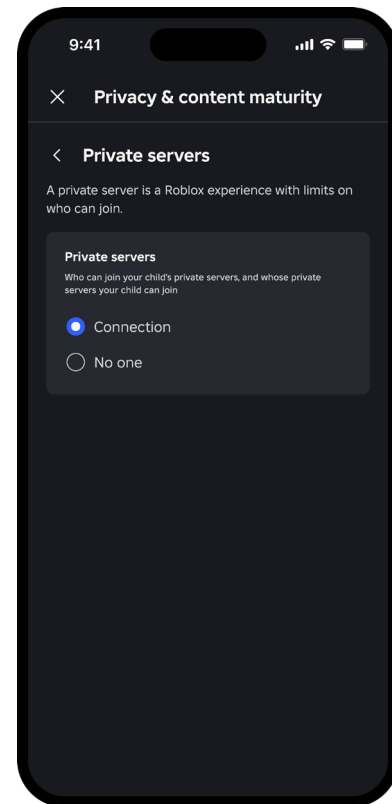 9:41
Privacy & content maturity
Private servers
A private server is a Roblox experience with limits on
who can join.
Private servers
Who can join your child's private servers, and whose private
servers your child can join
Connection
No one